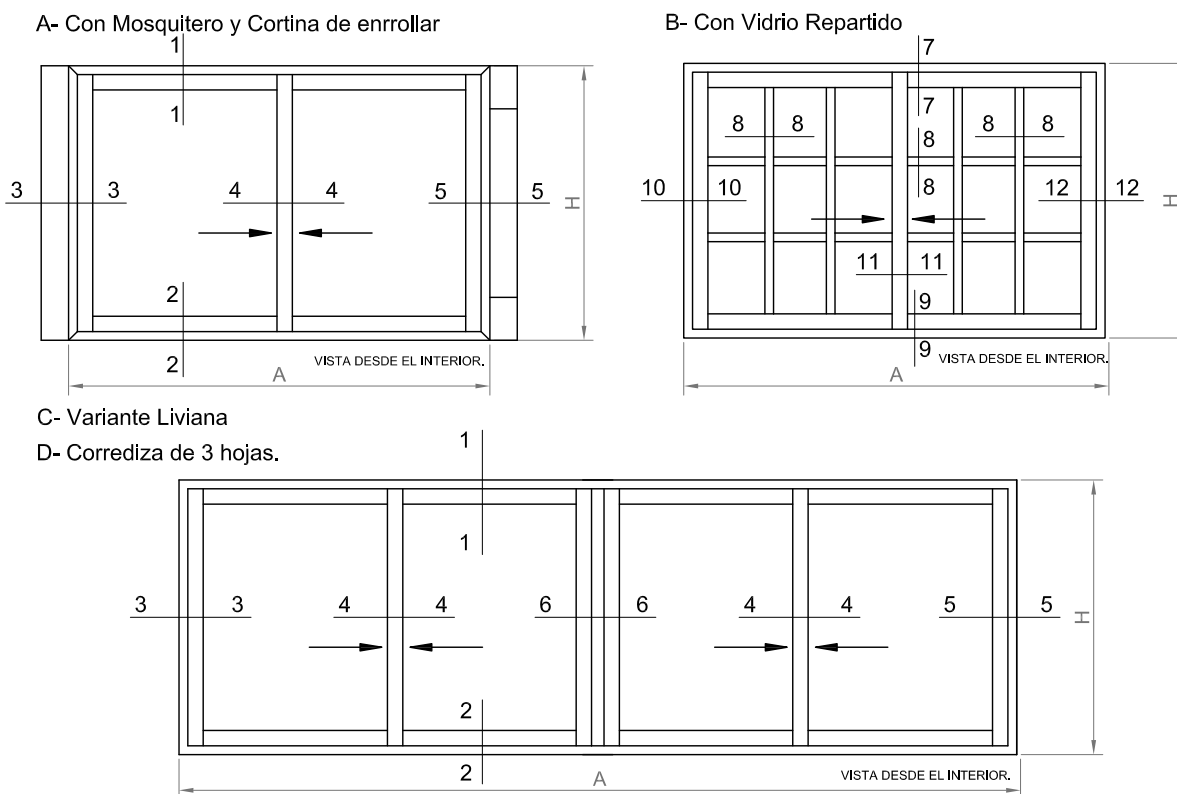 A- Con Mosquitero y Cortina de enrrollar
1
1
3 3 4 4 5 5
H
2
2
VISTA DESDE EL INTERIOR.
A
B- Con Vidrio Repartido
7
7
8 8 8 8 8
10 10 8 12 12
H
11 11
9
9
VISTA DESDE EL INTERIOR.
A
C- Variante Liviana
D- Corrediza de 3 hojas.
1
1
3 3 4 4 6 6 4 4 5 5
H
2
2
VISTA DESDE EL INTERIOR.
A